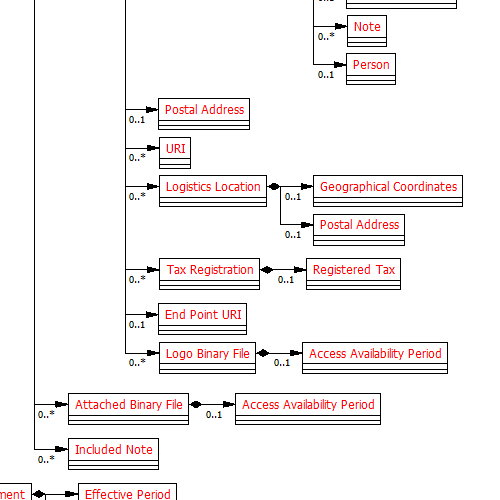 0..*
Note
0..1
Person
Postal Address
0..1
URI
0..*
Logistics Location
0..*
Geographical Coordinates
0..1
Postal Address
0..1
Tax Registration
0..*
Registered Tax
0..1
End Point URI
0..1
Logo Binary File
0..*
Access Availability Period
0..1
Attached Binary File
0..*
Access Availability Period
0..1
Included Note
0..*
Effective Period